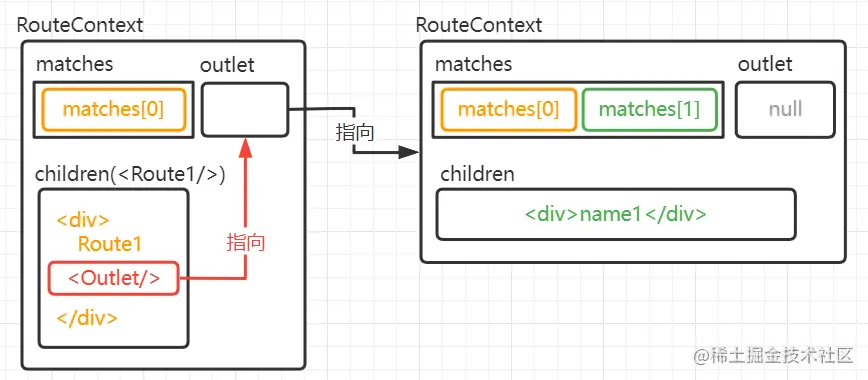 RouteContext
matches
outlet
matches[0]
children(<Route1/>)
<div>
Route1
<Outlet/>
</div>
指向
指向
RouteContext
matches
outlet
matches[0]
matches[1]
null
children
<div>name1</div>
@稀土掘金技术社区